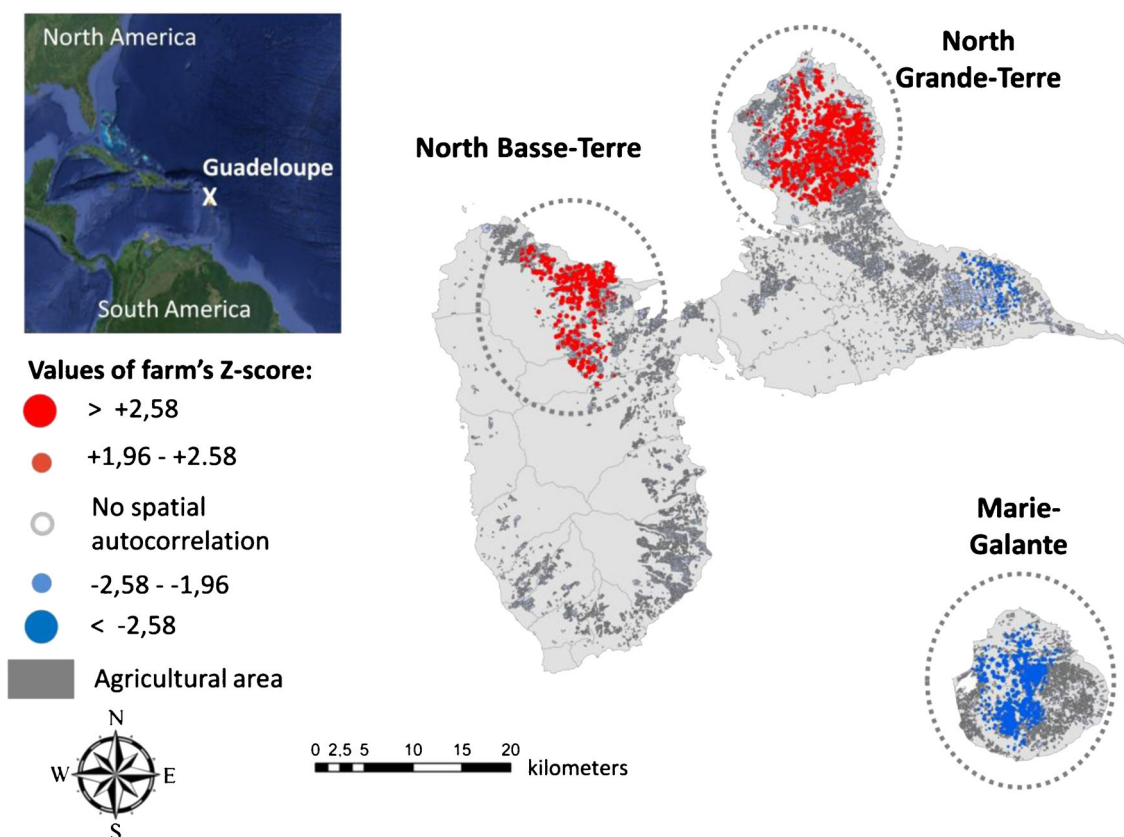 North America
Guadeloupe
X
South America
North
Grande-Terre
North Basse-Terre
Values of farm's Z-score:
> +2,58
+1,96 - +2.58
No spatial
autocorrelation
-2,58 - -1,96
< -2,58
Agricultural area
Marie-
Galante
N
W E
S
0 2,5 5 10 15 20
kilometers